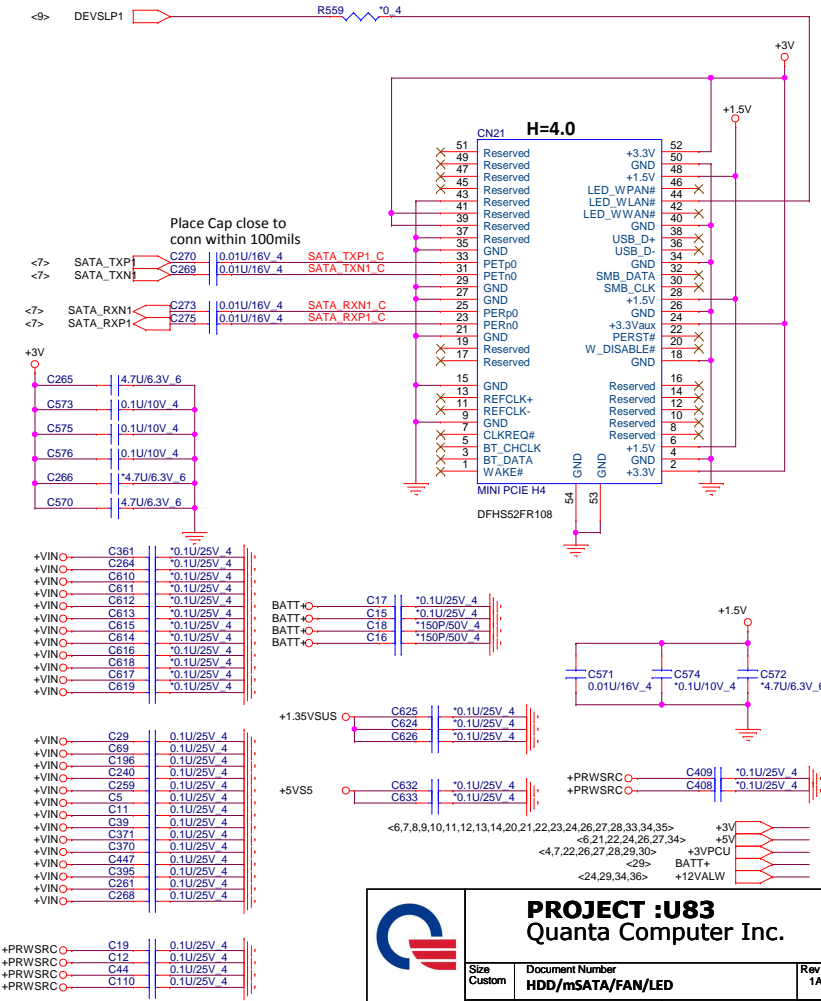 <9> DEVSLP1 R559 *0_4
+3V
+1.5V
CN21 H=4.0
51 Reserved +3.3V 52
49 Reserved GND 50
47 Reserved +1.5V 48
45 Reserved LED_WPAN# 46
43 Reserved LED_WLAN# 44
41 Reserved LED_WWAN# 42
39 Reserved GND 40
37 Reserved USB_D+ 38
35 GND USB_D- 36
33 PETp0 GND 34
31 PETn0 SMB_DATA 32
29 GND SMB_CLK 30
27 GND +1.5V 28
25 PERp0 GND 26
23 PERn0 +3.3Vaux 24
21 GND PERST# 22
19 Reserved W_DISABLE# 20
17 Reserved GND 18
15 GND Reserved 16
13 REFCLK+ Reserved 14
11 REFCLK- Reserved 12
9 GND Reserved 10
7 CLKREQ# Reserved 8
5 BT_CHCLK +1.5V 6
3 BT_DATA GND 4
1 WAKE# +3.3V 2
GND GND
54 53
MINI PCIE H4
DFHS52FR108
Place Cap close to
conn within 100mils
<7> SATA_TXP1 C270 0.01U/16V_4 SATA_TXP1_C
<7> SATA_TXN1 C269 0.01U/16V_4 SATA_TXN1_C
<7> SATA_RXN1 C273 0.01U/16V_4 SATA_RXN1_C
<7> SATA_RXP1 C275 0.01U/16V_4 SATA_RXP1_C
+3V
C265 4.7U/6.3V_6
C573 0.1U/10V_4
C575 0.1U/10V_4
C576 0.1U/10V_4
C266 *4.7U/6.3V_6
C570 4.7U/6.3V_6
+VIN C361 *0.1U/25V_4
+VIN C264 *0.1U/25V_4
+VIN C610 *0.1U/25V_4
+VIN C611 *0.1U/25V_4
+VIN C612 *0.1U/25V_4
+VIN C613 *0.1U/25V_4
+VIN C615 *0.1U/25V_4
+VIN C614 *0.1U/25V_4
+VIN C616 *0.1U/25V_4
+VIN C618 *0.1U/25V_4
+VIN C617 *0.1U/25V_4
+VIN C619 *0.1U/25V_4
BATT+ C17 *0.1U/25V_4
BATT+ C15 *0.1U/25V_4
BATT+ C18 *150P/50V_4
BATT+ C16 *150P/50V_4
+1.5V
C571 0.01U/16V_4
C574 *0.1U/10V_4
C572 *4.7U/6.3V_6
+1.35VSUS C625 *0.1U/25V_4
C624 *0.1U/25V_4
C626 *0.1U/25V_4
+VIN C29 0.1U/25V_4
+VIN C69 0.1U/25V_4
+VIN C196 0.1U/25V_4
+VIN C240 0.1U/25V_4
+VIN C259 0.1U/25V_4
+VIN C5 0.1U/25V_4
+VIN C11 0.1U/25V_4
+VIN C39 0.1U/25V_4
+VIN C371 0.1U/25V_4
+VIN C370 0.1U/25V_4
+VIN C447 0.1U/25V_4
+VIN C395 0.1U/25V_4
+VIN C261 0.1U/25V_4
+VIN C268 0.1U/25V_4
+5VS5 C632 *0.1U/25V_4
C633 *0.1U/25V_4
+PRWSRC C409 *0.1U/25V_4
+PRWSRC C408 *0.1U/25V_4
<6,7,8,9,10,11,12,13,14,20,21,22,23,24,26,27,28,33,34,35> +3V
<6,21,22,24,26,27,34> +5V
<4,7,22,26,27,28,29,30> +3VPCU
<29> BATT+
<24,29,34,36> +12VALW
+PRWSRC C19 0.1U/25V_4
+PRWSRC C12 0.1U/25V_4
+PRWSRC C44 0.1U/25V_4
+PRWSRC C110 0.1U/25V_4
PROJECT :U83
Quanta Computer Inc.
Size Document Number Rev
Custom HDD/mSATA/FAN/LED 1A